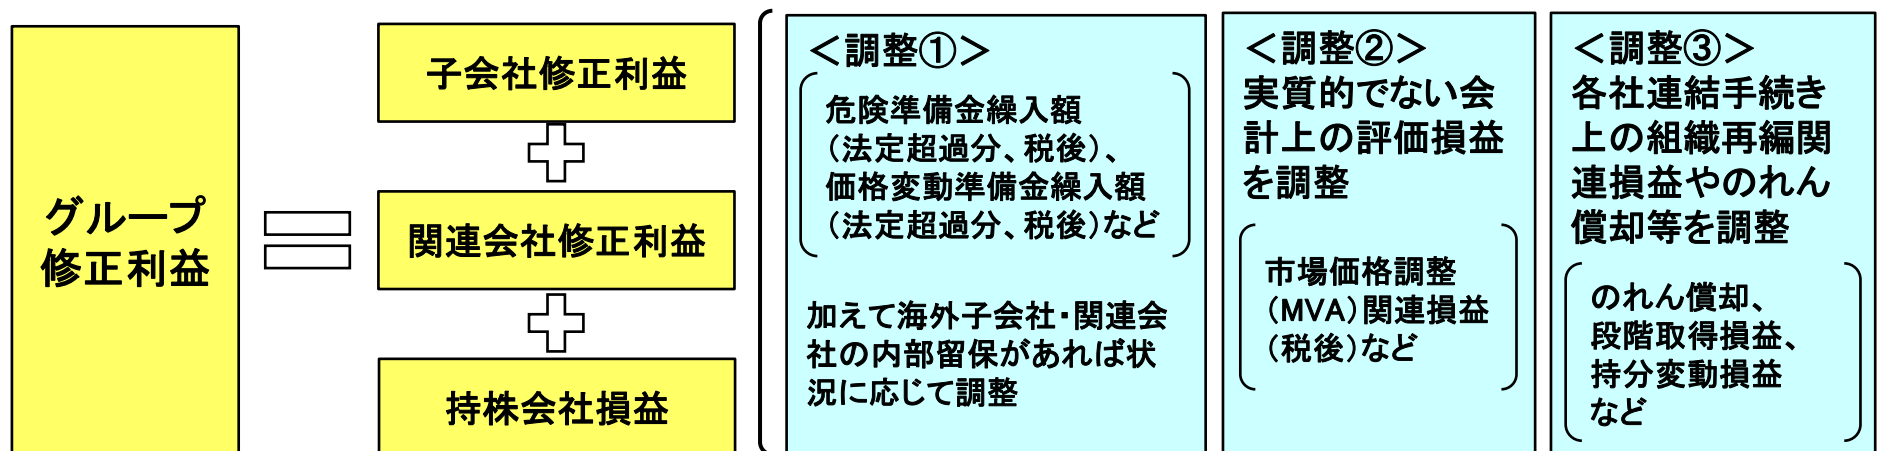 グループ
修正利益
子会社修正利益
関連会社修正利益
持株会社損益
＜調整①＞
危険準備金繰入額
（法定超過分、税後）、
価格変動準備金繰入額
（法定超過分、税後）など
加えて海外子会社・関連会
社の内部留保があれば状
況に応じて調整
＜調整②＞
実質的でない会
計上の評価損益
を調整
市場価格調整
（MVA）関連損益
（税後）など
＜調整③＞
各社連結手続き
上の組織再編関
連損益やのれん
償却等を調整
のれん償却、
段階取得損益、
持分変動損益
など